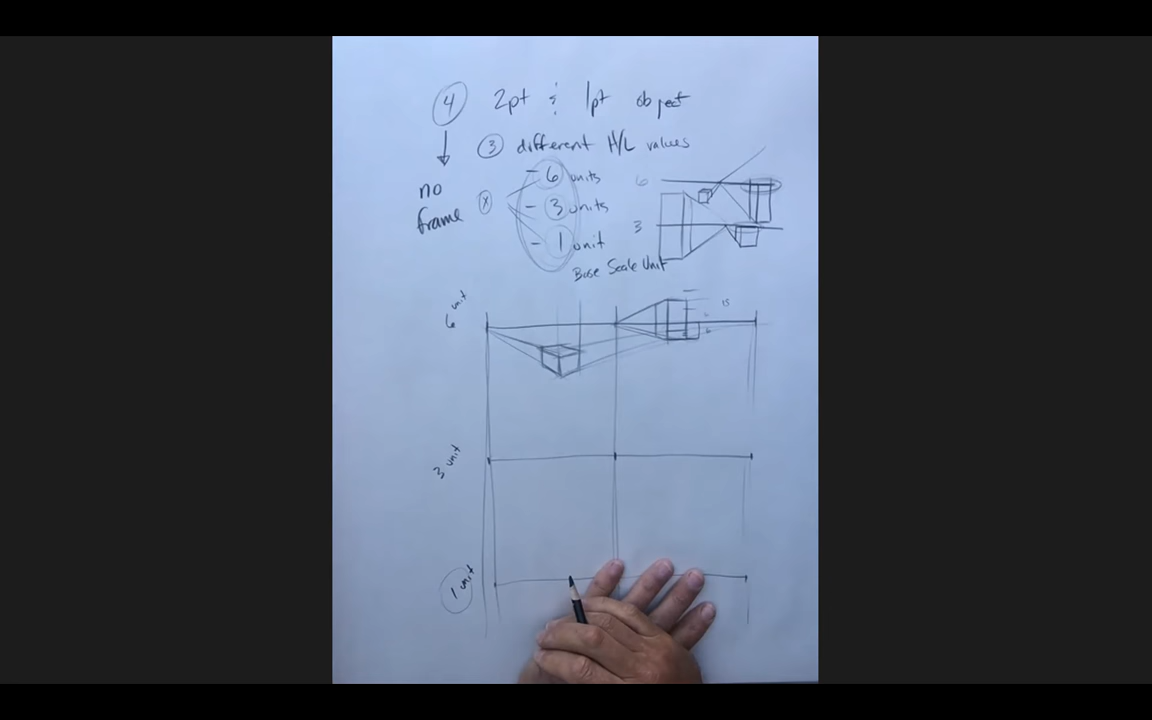 4 2pt & 1pt object
3 different H/L values
no
frame
- 6 units
- 3 units
- 1 unit
Base Scale Unit
6
3
6 unit
3 unit
1 unit